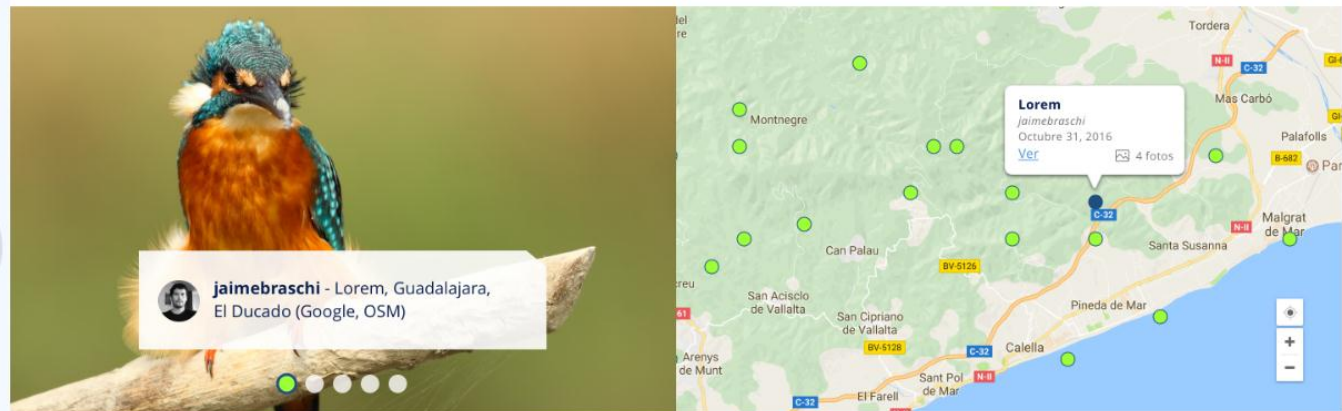 jaimebraschi - Lorem, Guadalajara,
El Ducado (Google, OSM)
Tordera
N-II
C-32
Mas Carbó
Palafolls
B-682
Montnegre
Lorem
jaimebraschi
Octubre 31, 2016
Ver
4 fotos
C-32
N-II
Malgrat
de Mar
Santa Susanna
Can Palau
BV-5126
San Acisclo
de Vallalta
San Cipriano
de Vallalta
Pineda de Mar
BV-5128
C-32
Calella
Arenys
de Munt
Sant Pol
de Mar
N-II
El Farell
C-32
+
−